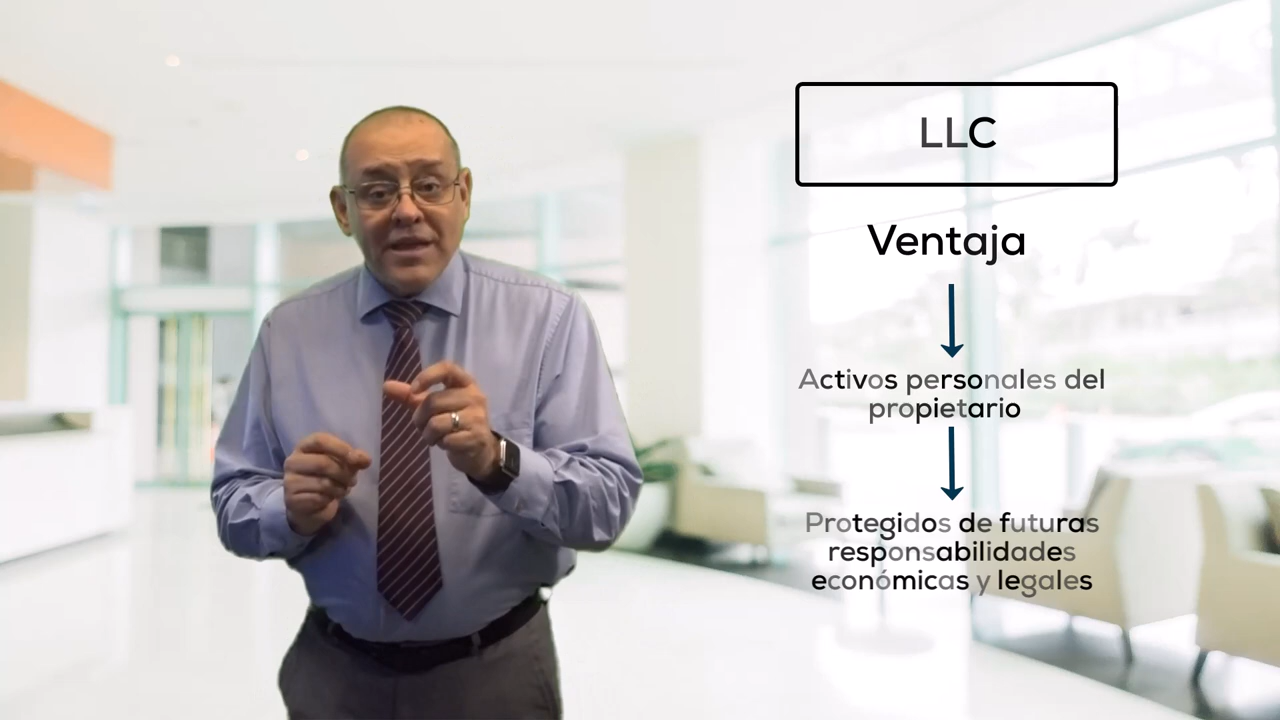 LLC
Ventaja
Activos personales del
propietario
Protegidos de futuras
responsabilidades
económicas y legales